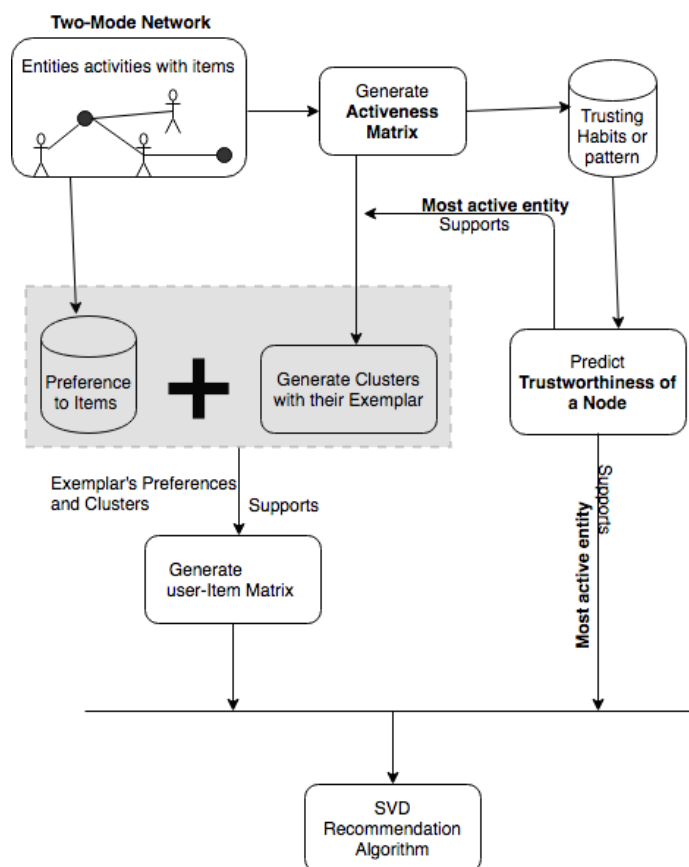 Two-Mode Network
Entities activities with items
Generate
Activeness
Matrix
Trusting
Habits or
pattern
Most active entity
Supports
Preference
to Items
Generate Clusters
with their Exemplar
Predict
Trustworthiness of
a Node
Exemplar's Preferences
and Clusters
Supports
Supports
Most active entity
Generate
user-Item Matrix
SVD
Recommendation
Algorithm